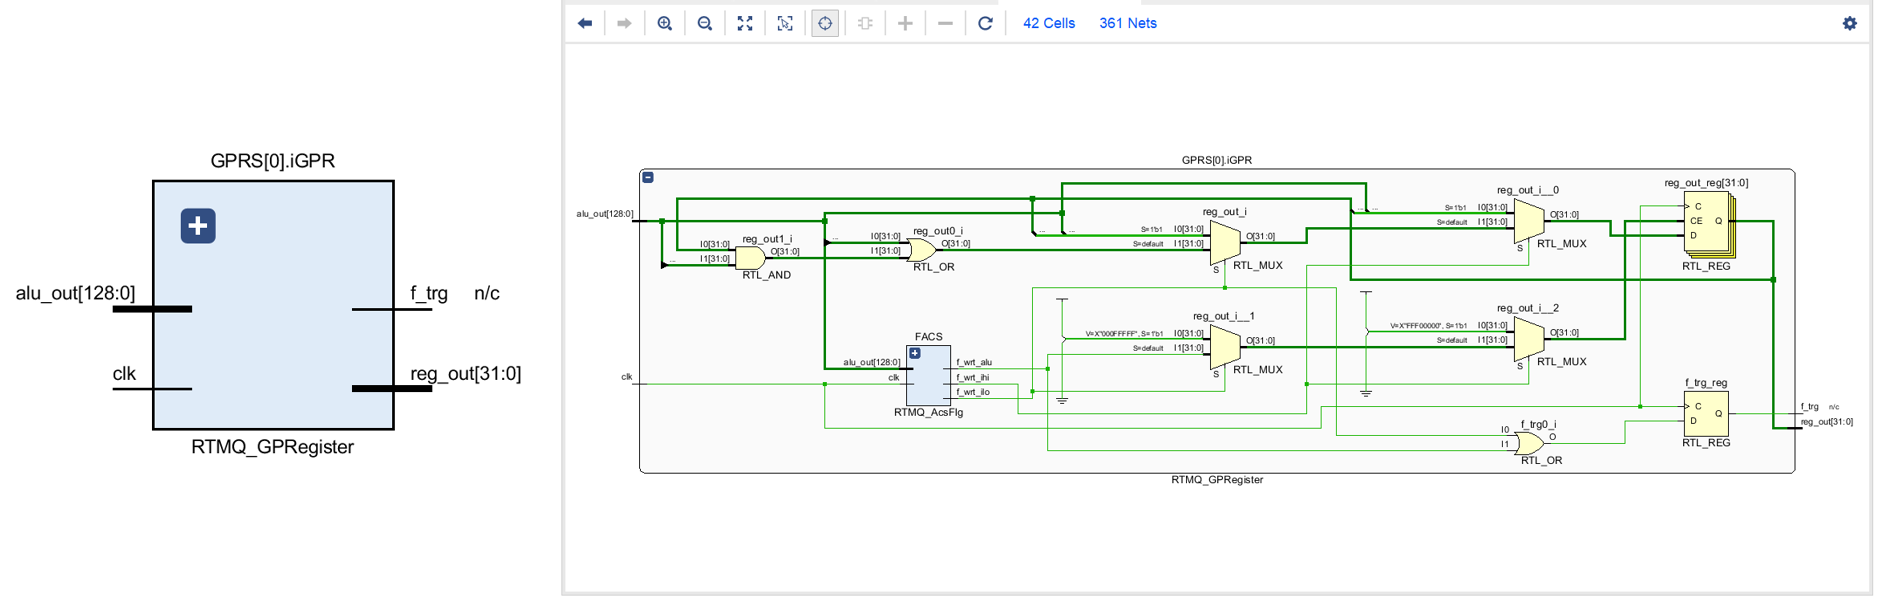 GPRS[0].iGPR
alu_out[128:0]
clk
f_trg n/c
reg_out[31:0]
RTMQ_GPRegister
42 Cells 361 Nets
GPRS[0].iGPR
alu_out[128:0]
clk
reg_out1_i
I0[31:0]
I1[31:0]
O[31:0]
RTL_AND
...
reg_out0_i
I0[31:0]
I1[31:0]
O[31:0]
RTL_OR
...
FACS
alu_out[128:0]
clk
f_wrt_alu
f_wrt_ihi
f_wrt_ilo
RTMQ_AcsFlg
... ...
reg_out_i
S=1'b1 I0[31:0]
S=default I1[31:0]
O[31:0]
S
RTL_MUX
reg_out_i__1
V=X"000FFFFF", S=1'b1 I0[31:0]
S=default I1[31:0]
O[31:0]
S
RTL_MUX
... ...
reg_out_i__0
S=1'b1 I0[31:0]
S=default I1[31:0]
O[31:0]
S
RTL_MUX
reg_out_i__2
V=X"FFF00000", S=1'b1 I0[31:0]
S=default I1[31:0]
O[31:0]
S
RTL_MUX
f_trg0_i
I0
I1
O
RTL_OR
reg_out_reg[31:0]
C
CE Q
D
RTL_REG
f_trg_reg
C
Q
D
RTL_REG
f_trg n/c
reg_out[31:0]
RTMQ_GPRegister